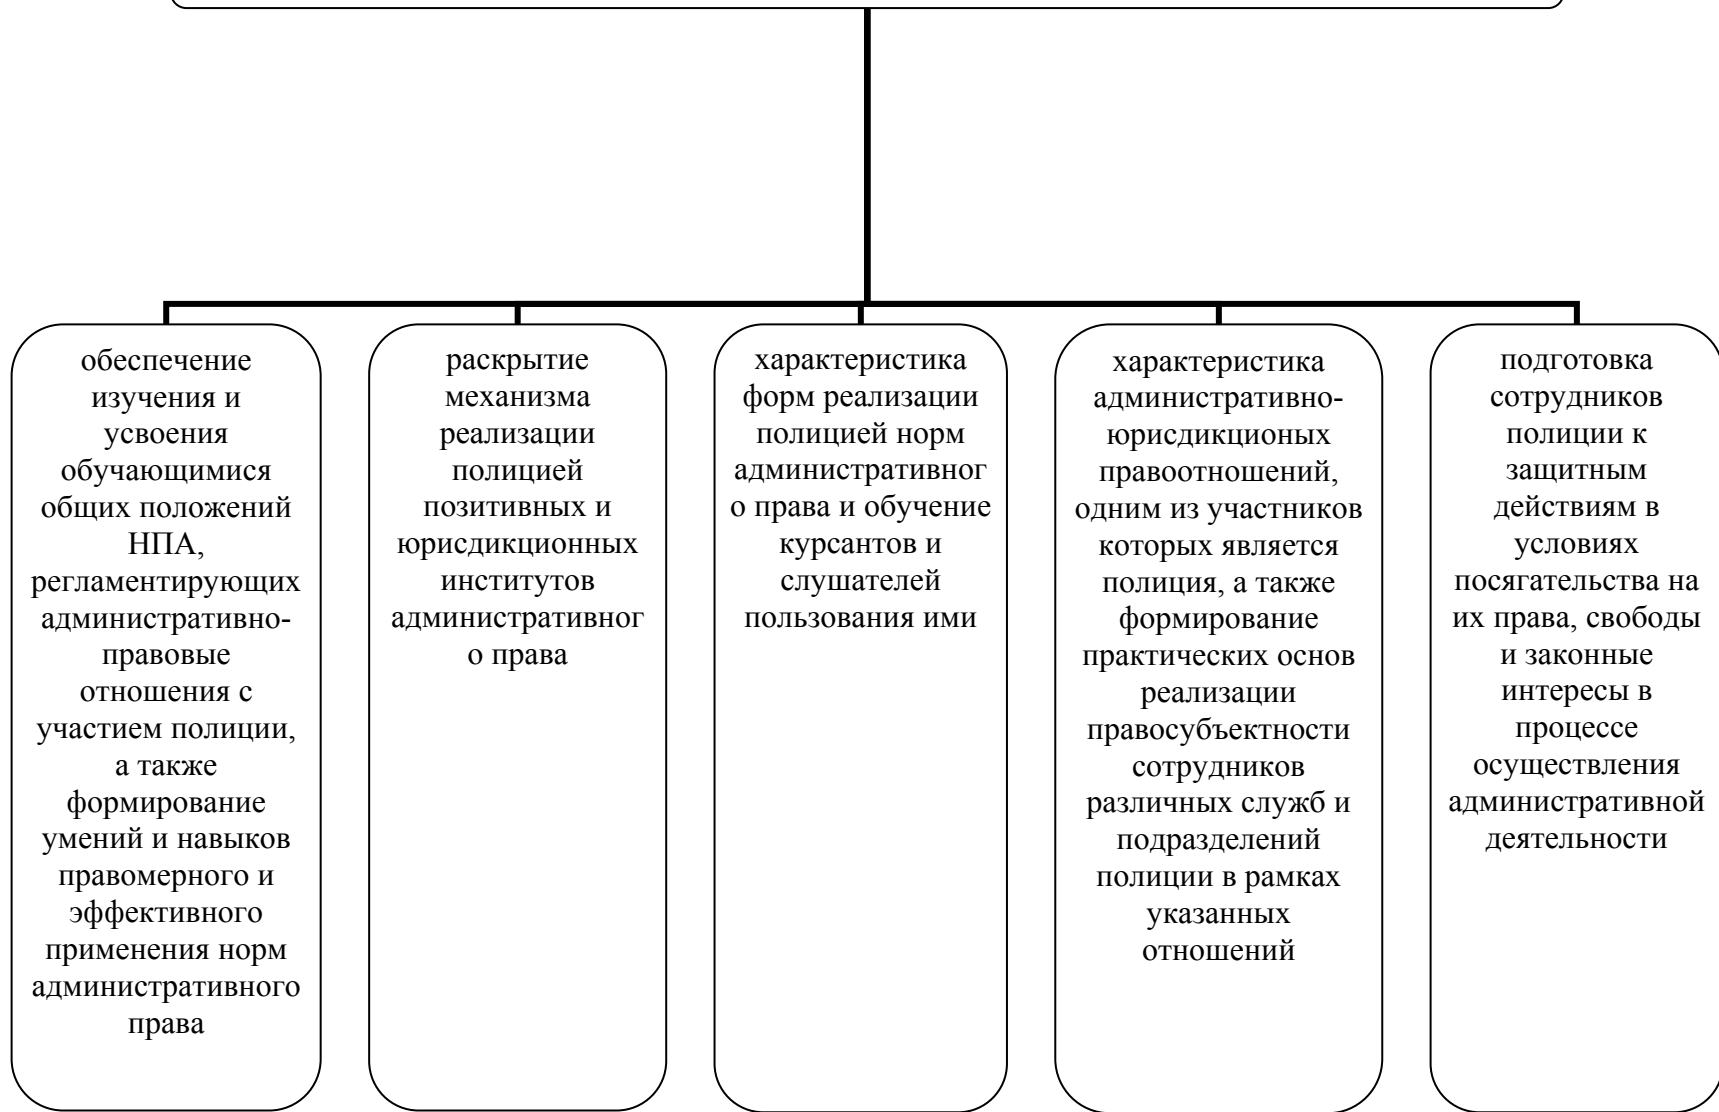 обеспечение
изучения и
усвоения
обучающимися
общих положений
НПА,
регламентирующих
административно-
правовые
отношения с
участием полиции,
а также
формирование
умений и навыков
правомерного и
эффективного
применения норм
административного
права
раскрытие
механизма
реализации
полицией
позитивных и
юрисдикционных
институтов
административног
о права
характеристика
форм реализации
полицией норм
административног
о права и обучение
курсантов и
слушателей
пользования ими
характеристика
административно-
юрисдикционых
правоотношений,
одним из участников
которых является
полиция, а также
формирование
практических основ
реализации
правосубъектности
сотрудников
различных служб и
подразделений
полиции в рамках
указанных
отношений
подготовка
сотрудников
полиции к
защитным
действиям в
условиях
посягательства на
их права, свободы
и законные
интересы в
процессе
осуществления
административной
деятельности